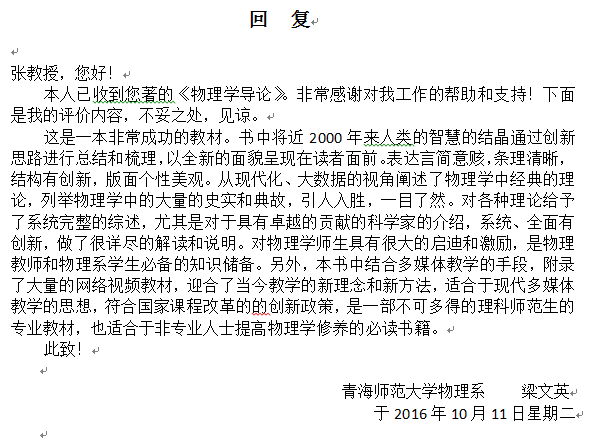 回 复
张教授，您好！
本人已收到您著的《物理学导论》。非常感谢对我工作的帮助和支持！下面
是我的评价内容，不妥之处，见谅。
这是一本非常成功的教材。书中将近 2000 年来人类的智慧的结晶通过创新
思路进行总结和梳理，以全新的面貌呈现在读者面前。表达言简意赅，条理清晰，
结构有创新，版面个性美观。从现代化、大数据的视角阐述了物理学中经典的理
论，列举物理学中的大量的史实和典故，引人入胜，一目了然。对各种理论给予
了系统完整的综述，尤其是对于具有卓越的贡献的科学家的介绍，系统、全面有
创新，做了很详尽的解读和说明。对物理学师生具有很大的启迪和激励，是物理
教师和物理系学生必备的知识储备。另外，本书中结合多媒体教学的手段，附录
了大量的网络视频教材，迎合了当今教学的新理念和新方法，适合于现代多媒体
教学的思想，符合国家课程改革的的创新政策，是一部不可多得的理科师范生的
专业教材，也适合于非专业人士提高物理学修养的必读书籍。
此致！
青海师范大学物理系 梁文英
于 2016 年 10 月 11 日星期二